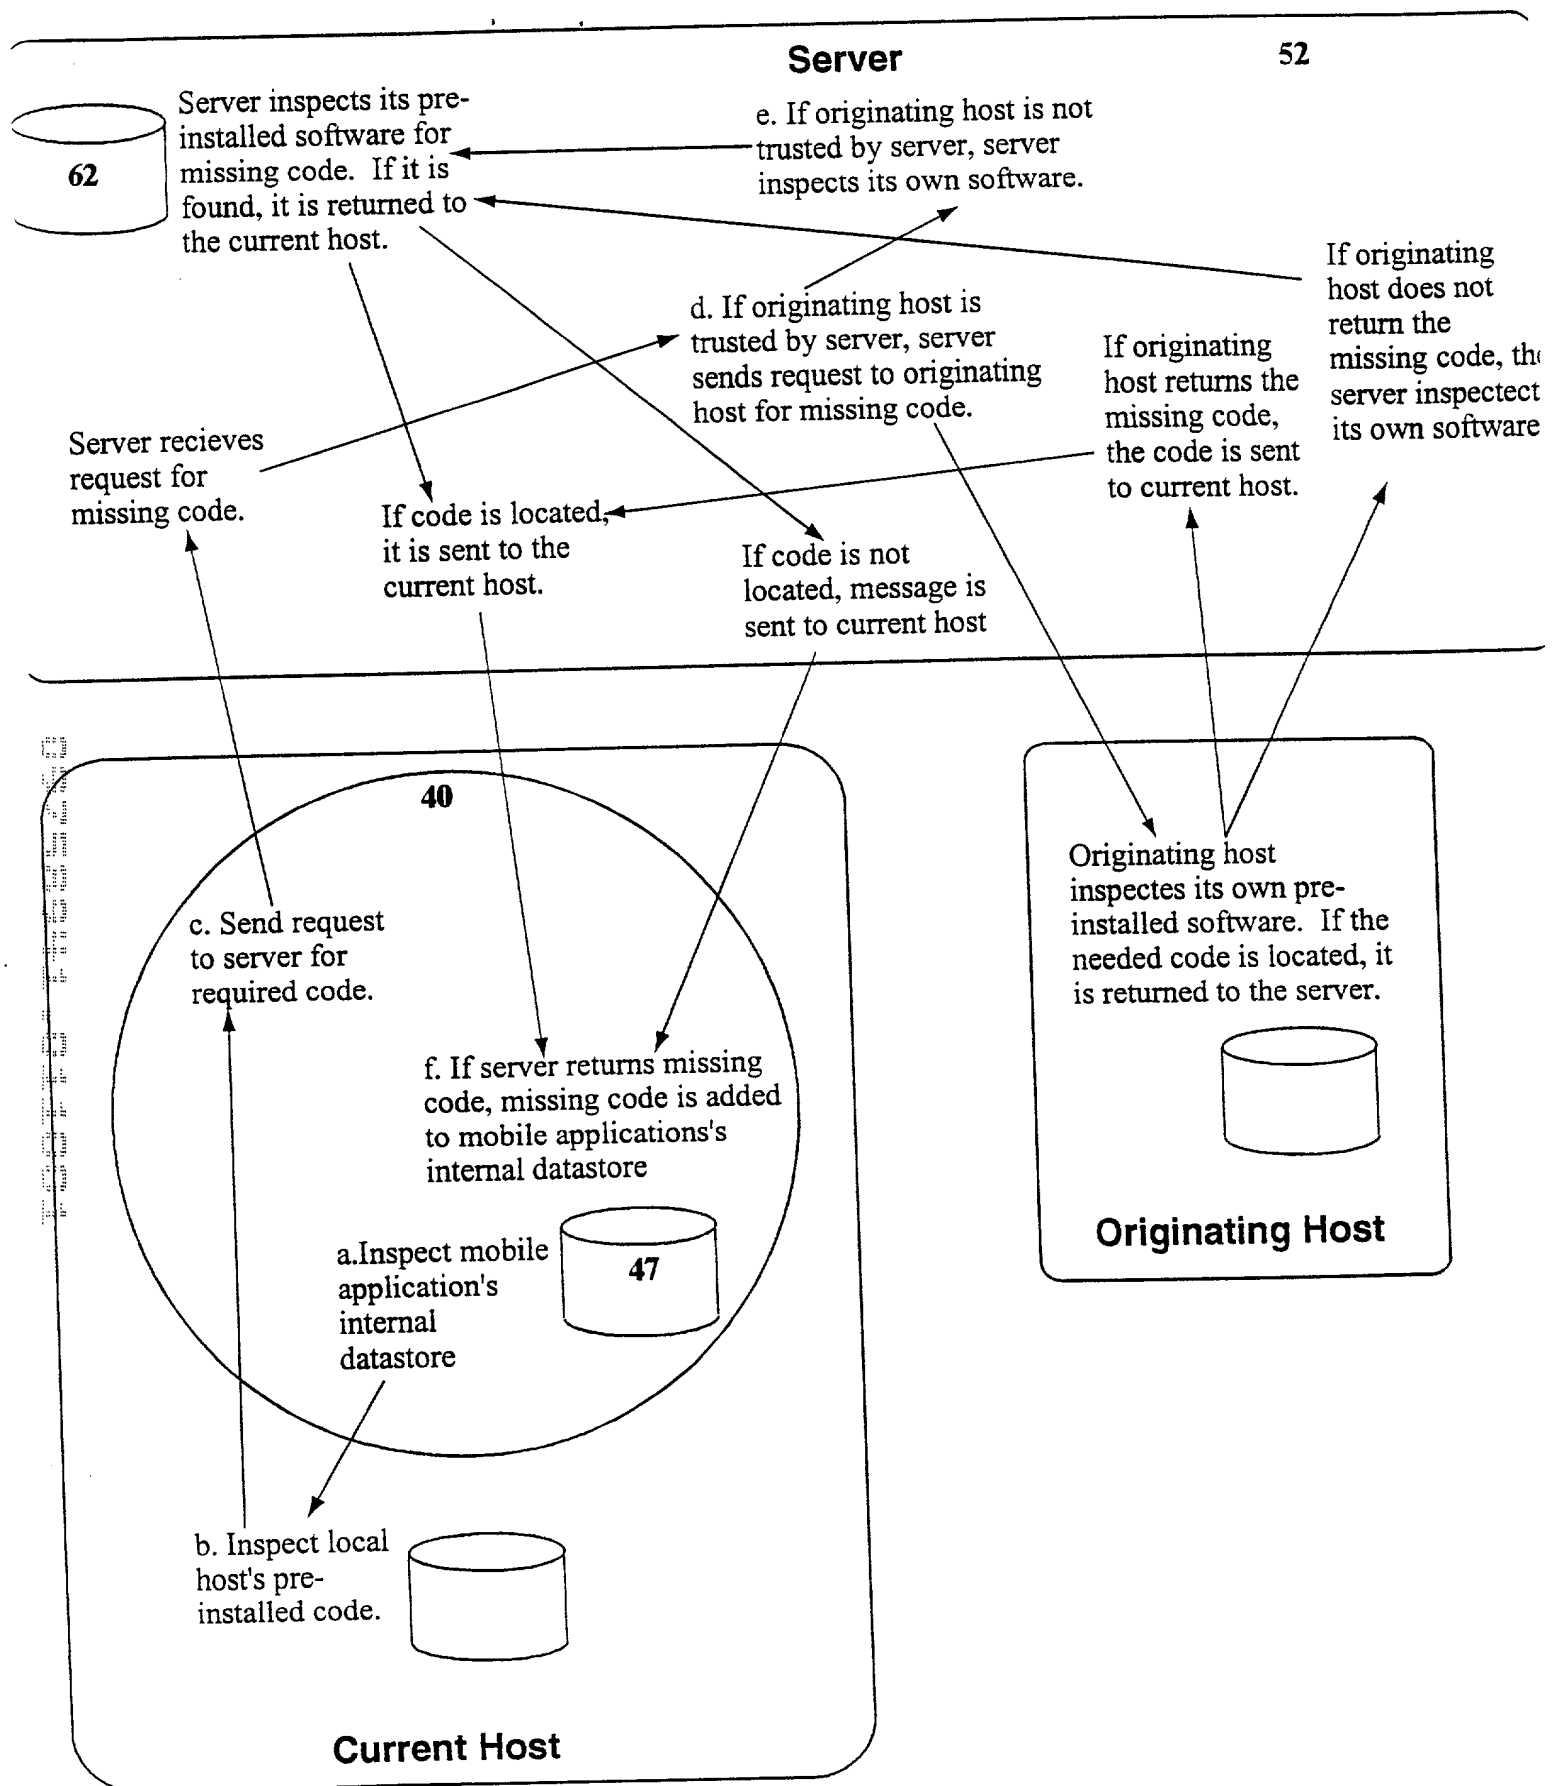 Server
52
62
Server inspects its pre-
installed software for
missing code. If it is
found, it is returned to
the current host.
e. If originating host is not
trusted by server, server
inspects its own software.
d. If originating host is
trusted by server, server
sends request to originating
host for missing code.
If originating
host returns the
missing code,
the code is sent
to current host.
If originating
host does not
return the
missing code,
server inspectect
its own software
Server recieves
request for
missing code.
If code is located,
it is sent to the
current host.
If code is not
located, message is
sent to current host
40
c. Send request
to server for
required code.
f. If server returns missing
code, missing code is added
to mobile applications's
internal datastore
a.Inspect mobile
application's
internal
datastore
47
b. Inspect local
host's pre-
installed code.
Current Host
Originating host
inspectes its own pre-
installed software. If the
needed code is located, it
is returned to the server.
Originating Host